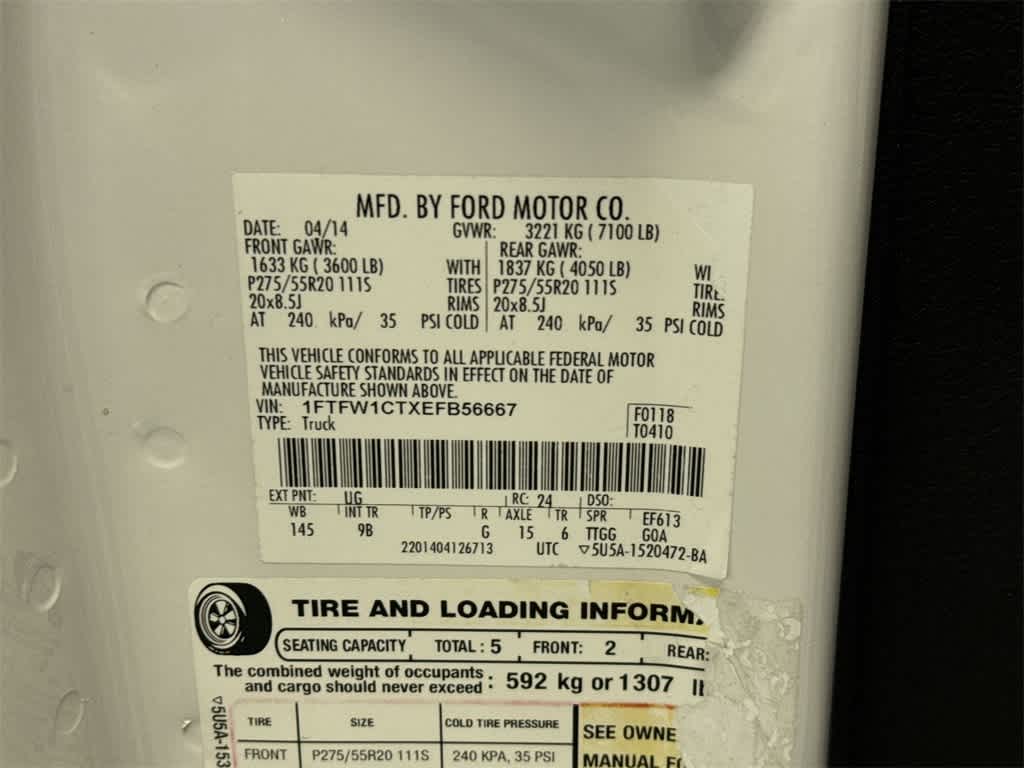 MFD. BY FORD MOTOR CO.
DATE: 04/14 GVWR: 3221 KG ( 7100 LB)
FRONT GAWR: REAR GAWR:
1633 KG ( 3600 LB) WITH 1837 KG ( 4050 LB) WI
P275/55R20 111S TIRES P275/55R20 111S TIRE
20x8.5J RIMS 20x8.5J RIMS
AT 240 kPa/ 35 PSI COLD AT 240 kPa/ 35 PSI COLD
THIS VEHICLE CONFORMS TO ALL APPLICABLE FEDERAL MOTOR
VEHICLE SAFETY STANDARDS IN EFFECT ON THE DATE OF
MANUFACTURE SHOWN ABOVE.
VIN: 1FTFW1CTXEFB56667 F0118
TYPE: Truck T0410
EXT PNT: UG RC: 24 DSO:
WB INT TR TP/PS R AXLE TR SPR EF613
145 9B G 15 6 TTGG GOA
2201404126713 UTC ▽5U5A-1520472-BA
TIRE AND LOADING INFORM
SEATING CAPACITY TOTAL: 5 FRONT: 2 REAR:
The combined weight of occupants
and cargo should never exceed : 592 kg or 1307 l
▽5U5A-153
TIRE SIZE COLD TIRE PRESSURE SEE OWNE
FRONT P275/55R20 111S 240 KPA, 35 PSI MANUAL F